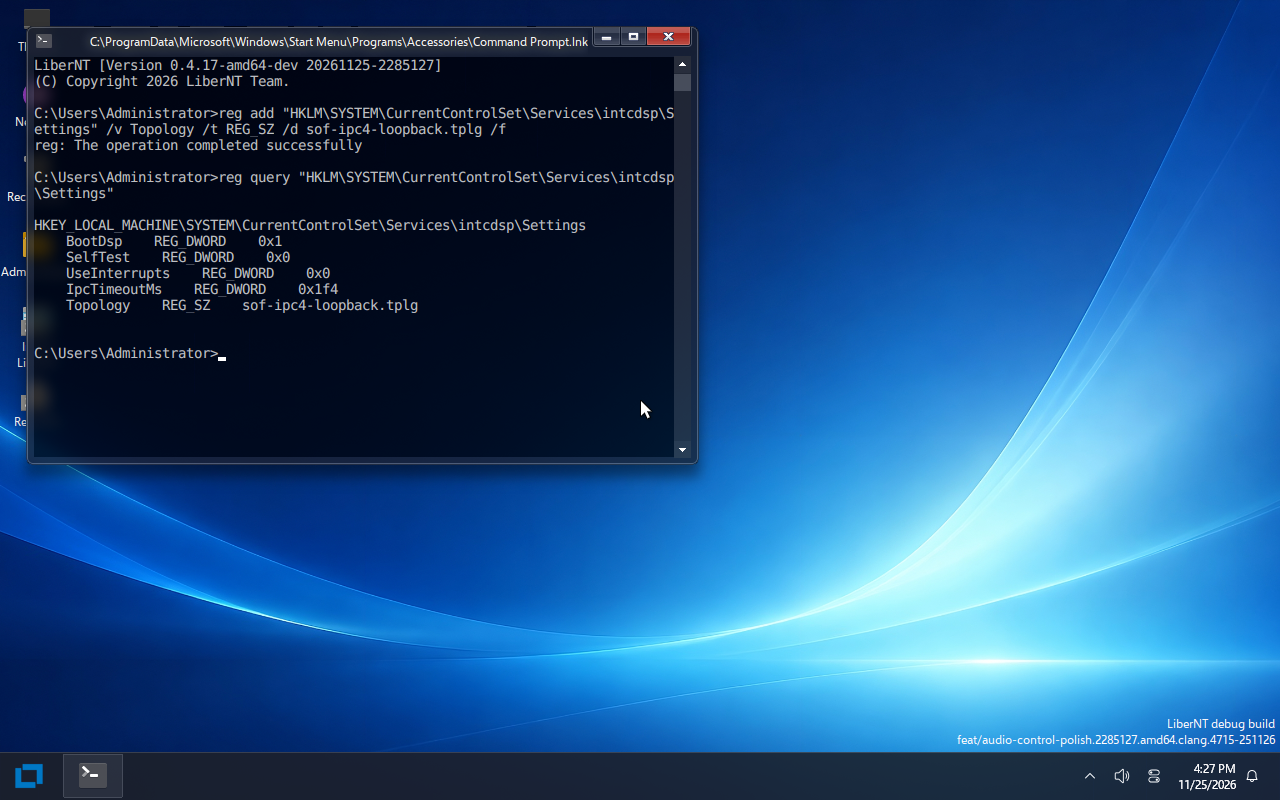 C:\ProgramData\Microsoft\Windows\Start Menu\Programs\Accessories\Command Prompt.lnk
LiberNT [Version 0.4.17-amd64-dev 20261125-2285127]
(C) Copyright 2026 LiberNT Team.
C:\Users\Administrator>reg add "HKLM\SYSTEM\CurrentControlSet\Services\intcdsp\S
ettings" /v Topology /t REG_SZ /d sof-ipc4-loopback.tplg /f
reg: The operation completed successfully
C:\Users\Administrator>reg query "HKLM\SYSTEM\CurrentControlSet\Services\intcdsp
\Settings"
HKEY_LOCAL_MACHINE\SYSTEM\CurrentControlSet\Services\intcdsp\Settings
BootDsp    REG_DWORD    0x1
SelfTest    REG_DWORD    0x0
UseInterrupts    REG_DWORD    0x0
IpcTimeoutMs    REG_DWORD    0x1f4
Topology    REG_SZ    sof-ipc4-loopback.tplg
C:\Users\Administrator>
LiberNT debug build
feat/audio-control-polish.2285127.amd64.clang.4715-251126
4:27 PM
11/25/2026